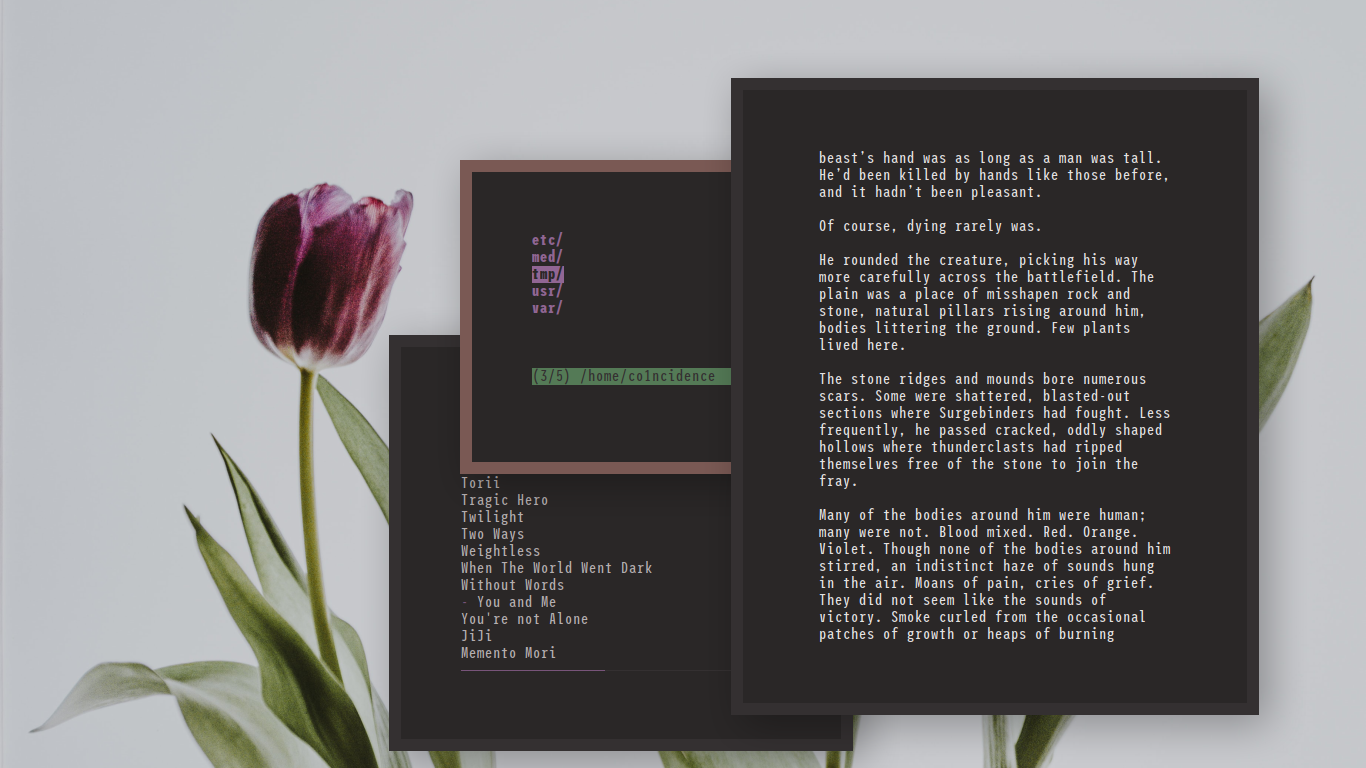 etc/
med/
tmp/
usr/
var/
(3/5) /home/co1ncidence
Torii
Tragic Hero
Twilight
Two Ways
Weightless
When The World Went Dark
Without Words
- You and Me
You're not Alone
JiJi
Memento Mori
beast’s hand was as long as a man was tall.
He’d been killed by hands like those before,
and it hadn’t been pleasant.
Of course, dying rarely was.
He rounded the creature, picking his way
more carefully across the battlefield. The
plain was a place of misshapen rock and
stone, natural pillars rising around him,
bodies littering the ground. Few plants
lived here.
The stone ridges and mounds bore numerous
scars. Some were shattered, blasted-out
sections where Surgebinders had fought. Less
frequently, he passed cracked, oddly shaped
hollows where thunderclasts had ripped
themselves free of the stone to join the
fray.
Many of the bodies around him were human;
many were not. Blood mixed. Red. Orange.
Violet. Though none of the bodies around him
stirred, an indistinct haze of sounds hung
in the air. Moans of pain, cries of grief.
They did not seem like the sounds of
victory. Smoke curled from the occasional
patches of growth or heaps of burning